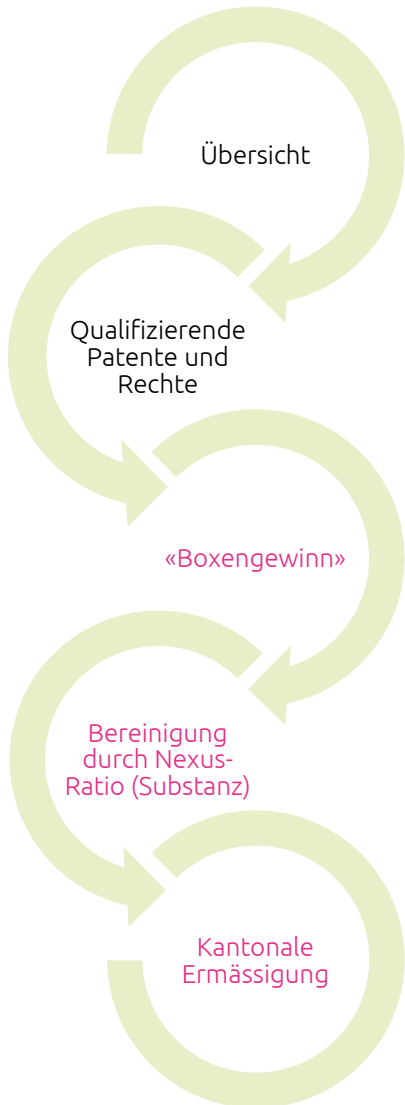 Übersicht
Qualifizierende
Patente und
Rechte
«Boxengewinn»
Bereinigung
durch Nexus-
Ratio (Substanz)
Kantonale
Ermässigung